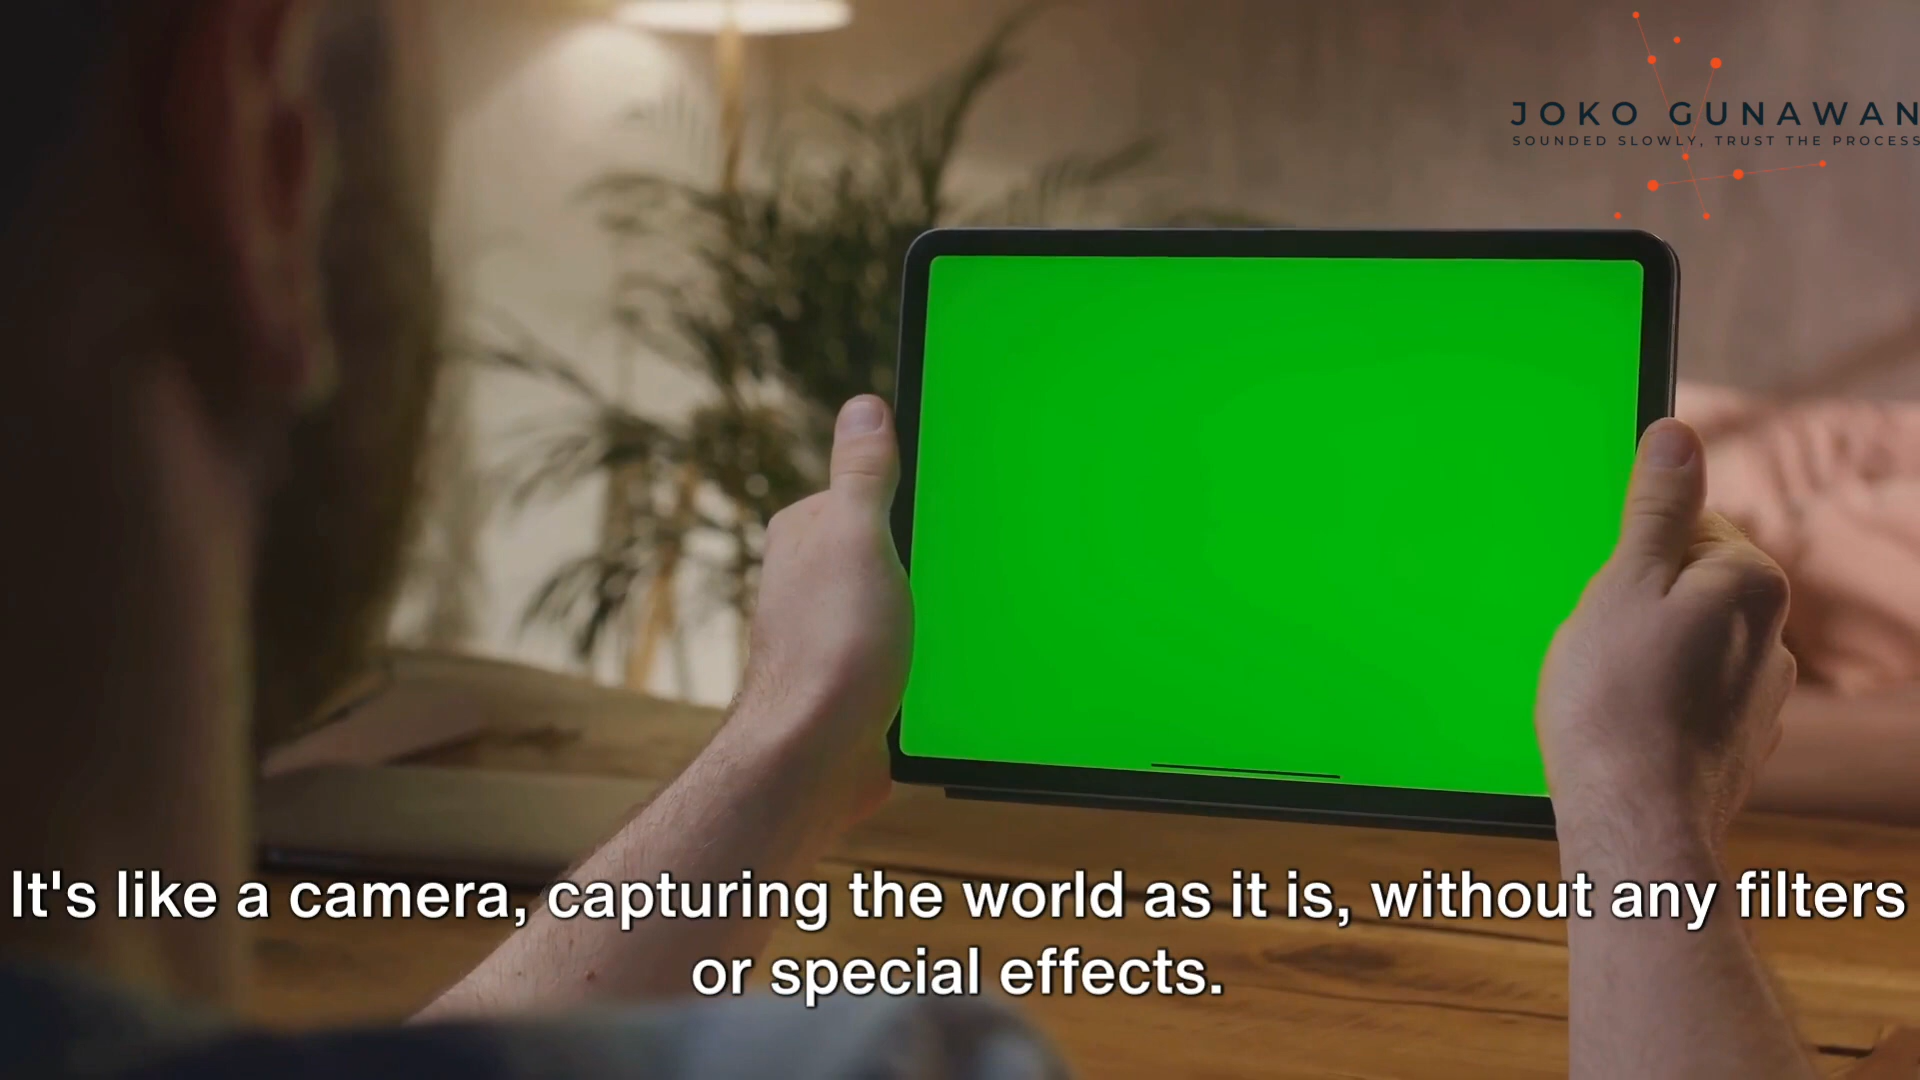 JOKO GUNAWAN
SOUNDED SLOWLY, TRUST THE PROCESS
It's like a camera, capturing the world as it is, without any filters
or special effects.